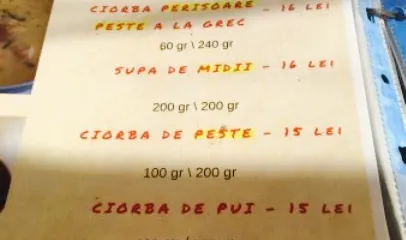 CIORBA PERISOARE - 16 LEI
PESTE A LA GREC
60 gr \ 240 gr
SUPA DE MIDII - 16 LEI
200 gr \ 200 gr
CIORBA DE PESTE - 15 LEI
100 gr \ 200 gr
CIORBA DE PUI - 15 LEI